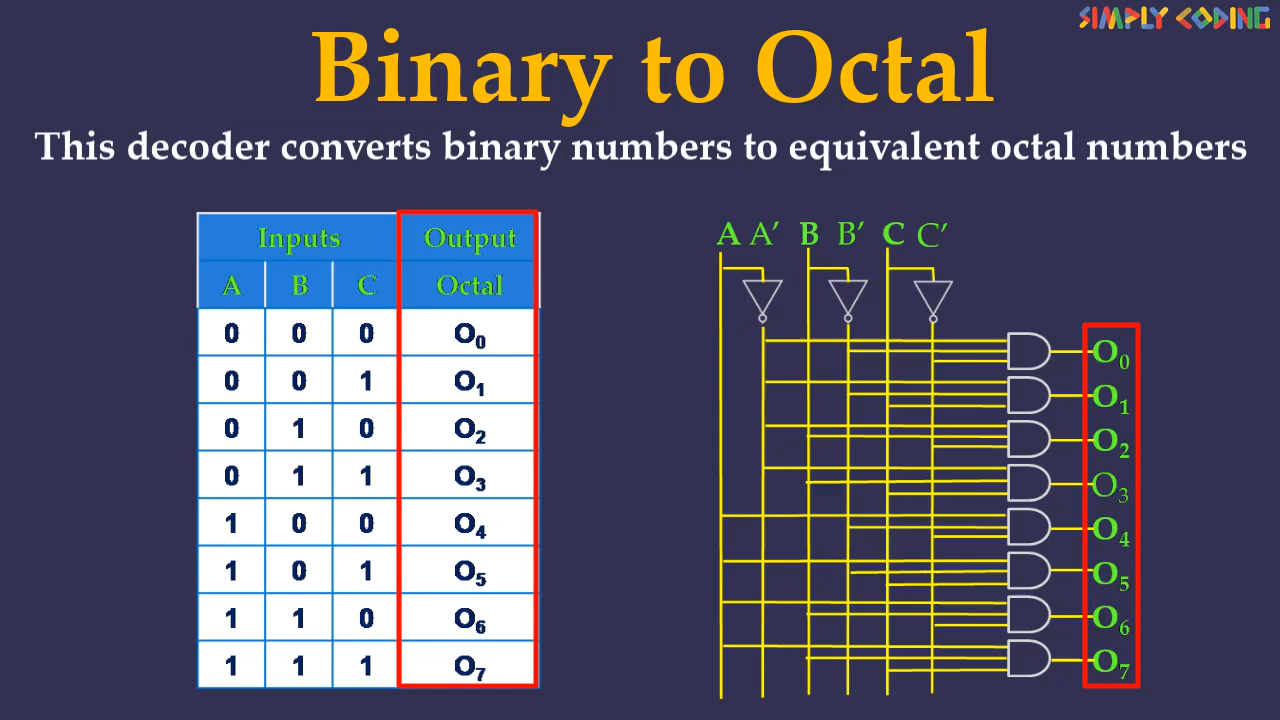 SIMPLY CODING
Binary to Octal
This decoder converts binary numbers to equivalent octal numbers
Inputs Output
A B C Octal
0 0 0 O₀
0 0 1 O₁
0 1 0 O₂
0 1 1 O₃
1 0 0 O₄
1 0 1 O₅
1 1 0 O₆
1 1 1 O₇
A A′ B B′ C C′
O₀
O₁
O₂
O₃
O₄
O₅
O₆
O₇